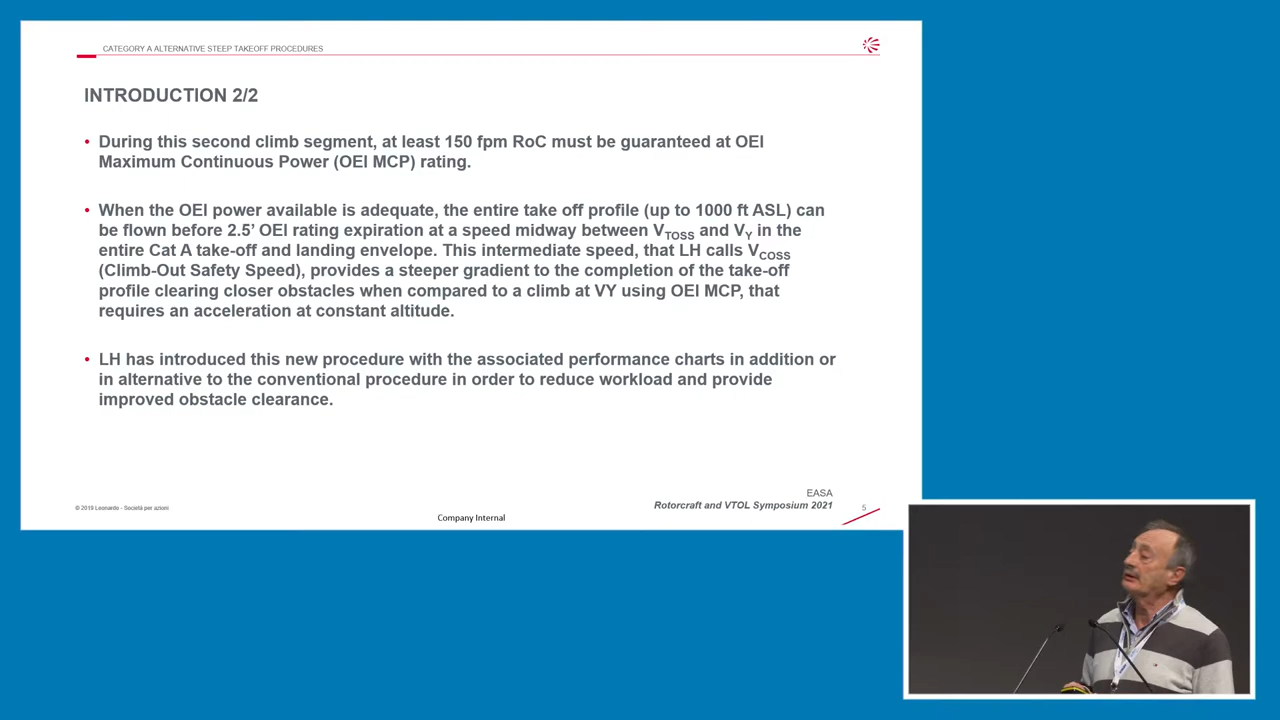 CATEGORY A ALTERNATIVE STEEP TAKEOFF PROCEDURES
INTRODUCTION 2/2
• During this second climb segment, at least 150 fpm RoC must be guaranteed at OEI
Maximum Continuous Power (OEI MCP) rating.
• When the OEI power available is adequate, the entire take off profile (up to 1000 ft ASL) can
be flown before 2.5’ OEI rating expiration at a speed midway between VTOSS and VY in the
entire Cat A take-off and landing envelope. This intermediate speed, that LH calls VCOSS
(Climb-Out Safety Speed), provides a steeper gradient to the completion of the take-off
profile clearing closer obstacles when compared to a climb at VY using OEI MCP, that
requires an acceleration at constant altitude.
• LH has introduced this new procedure with the associated performance charts in addition or
in alternative to the conventional procedure in order to reduce workload and provide
improved obstacle clearance.
EASA
Rotorcraft and VTOL Symposium 2021
© 2019 Leonardo - Società per azioni
5
Company Internal